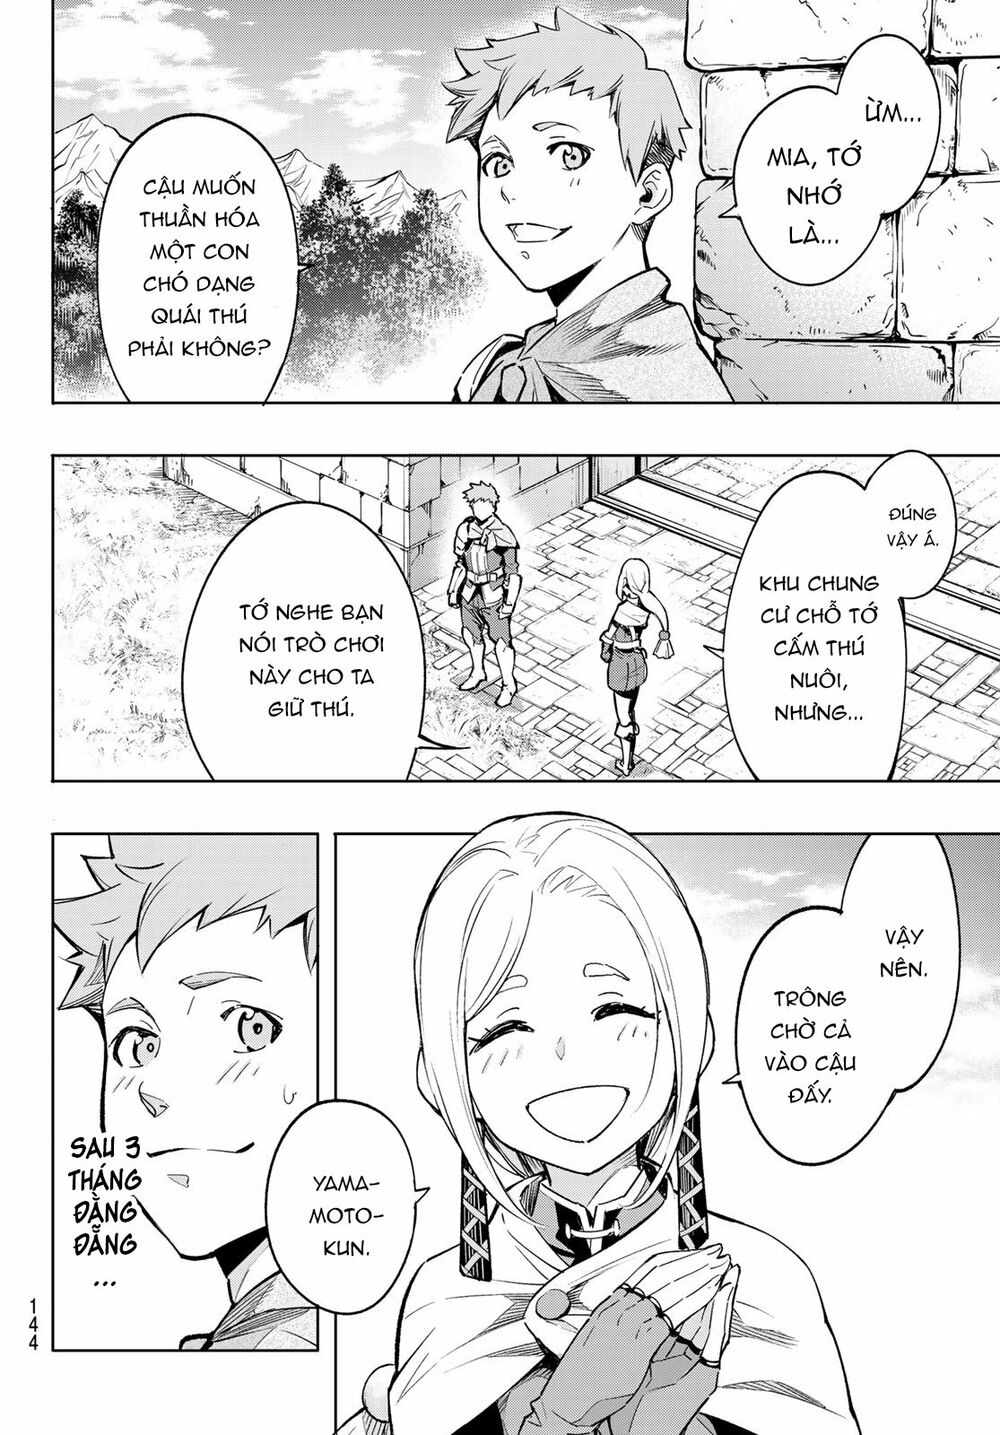 ỪM...
MIA, TỚ
NHỚ
LÀ...
CẬU MUỐN
THUẦN HÓA
MỘT CON
CHÓ DẠNG
QUÁI THÚ
PHẢI KHÔNG?
ĐÚNG
VẬY Á.
KHU CHUNG
CƯ CHỖ TỚ
CẤM THÚ
NUÔI,
NHƯNG...
TỚ NGHE BẠN
NÓI TRÒ CHƠI
NÀY CHO TA
GIỮ THÚ.
VẬY
NÊN.
TRÔNG
CHỜ CẢ
VÀO CẬU
ĐẤY.
YAMA-
MOTO-
KUN.
SAU 3
THÁNG
ĐẰNG
ĐẴNG
...
144